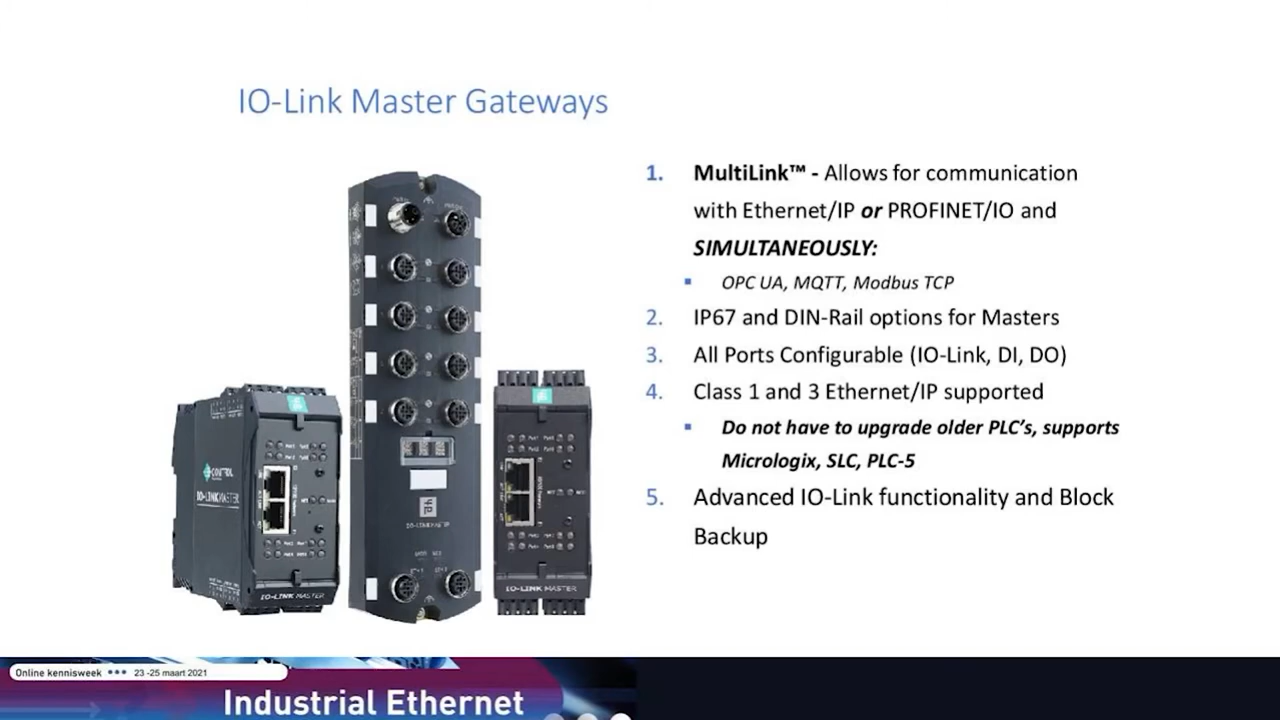 IO-Link Master Gateways
1. MultiLink™ - Allows for communication
with Ethernet/IP or PROFINET/IO and
SIMULTANEOUSLY:
▪ OPC UA, MQTT, Modbus TCP
2. IP67 and DIN-Rail options for Masters
3. All Ports Configurable (IO-Link, DI, DO)
4. Class 1 and 3 Ethernet/IP supported
▪ Do not have to upgrade older PLC’s, supports
Micrologix, SLC, PLC-5
5. Advanced IO-Link functionality and Block
Backup
IO-LINK MASTER
IO-LINK MASTER
IO-LINK MASTER
IO-LINK MASTER
Online kennisweek ••• 23 -25 maart 2021
Industrial Ethernet